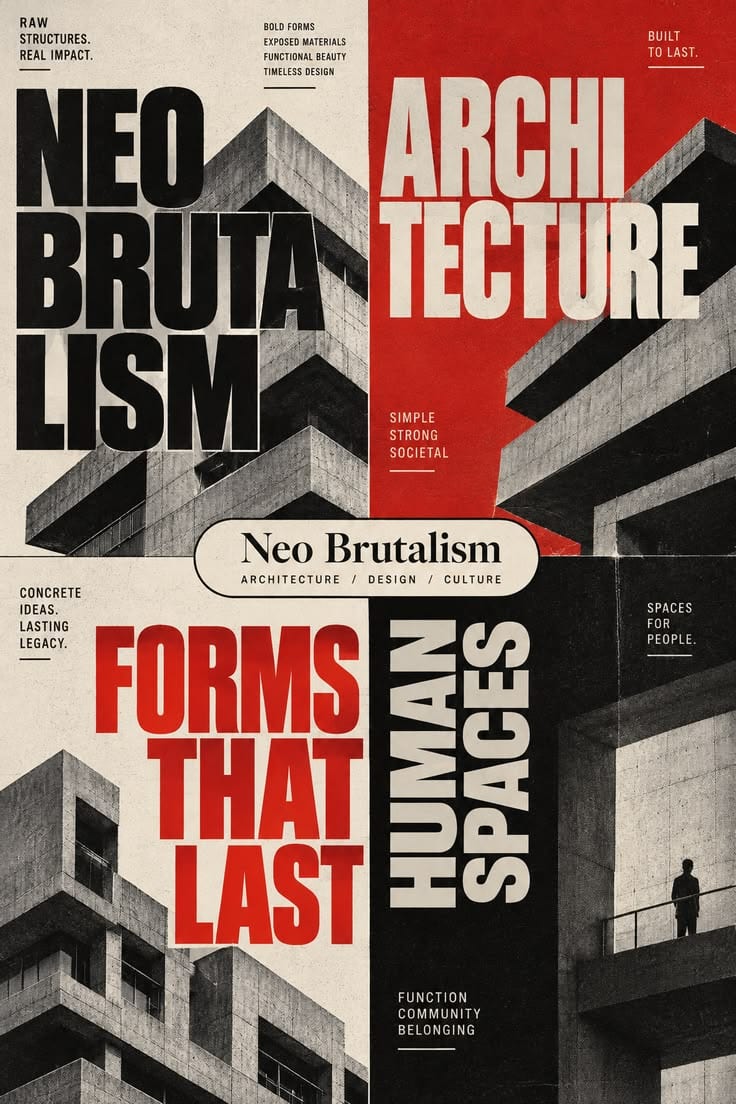 RAW
STRUCTURES.
REAL IMPACT.
BOLD FORMS
EXPOSED MATERIALS
FUNCTIONAL BEAUTY
TIMELESS DESIGN
NEO
BRUTA
LISM
BUILT
TO LAST.
ARCHI
TECTURE
SIMPLE
STRONG
SOCIETAL
Neo Brutalism
ARCHITECTURE / DESIGN / CULTURE
CONCRETE
IDEAS.
LASTING
LEGACY.
FORMS
THAT
LAST
HUMAN
SPACES
SPACES
FOR
PEOPLE.
FUNCTION
COMMUNITY
BELONGING